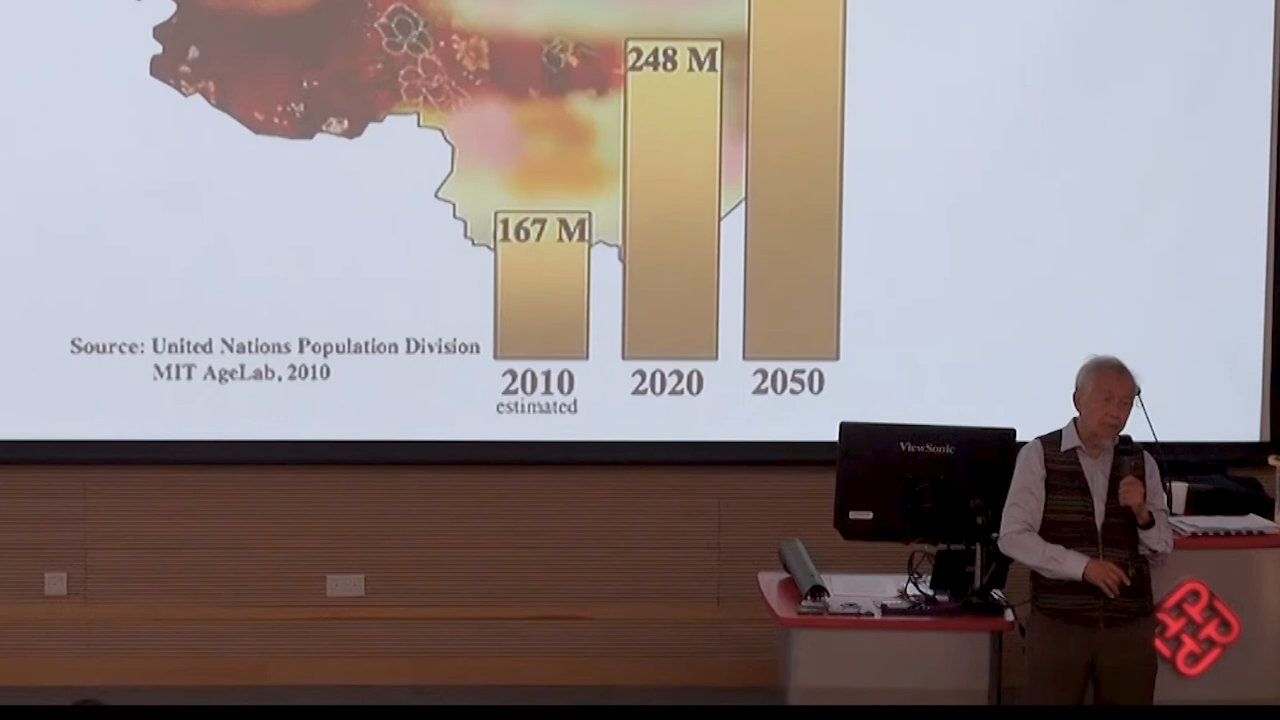 248 M
167 M
Source: United Nations Population Division
MIT AgeLab, 2010
2010
estimated
2020
2050
ViewSonic